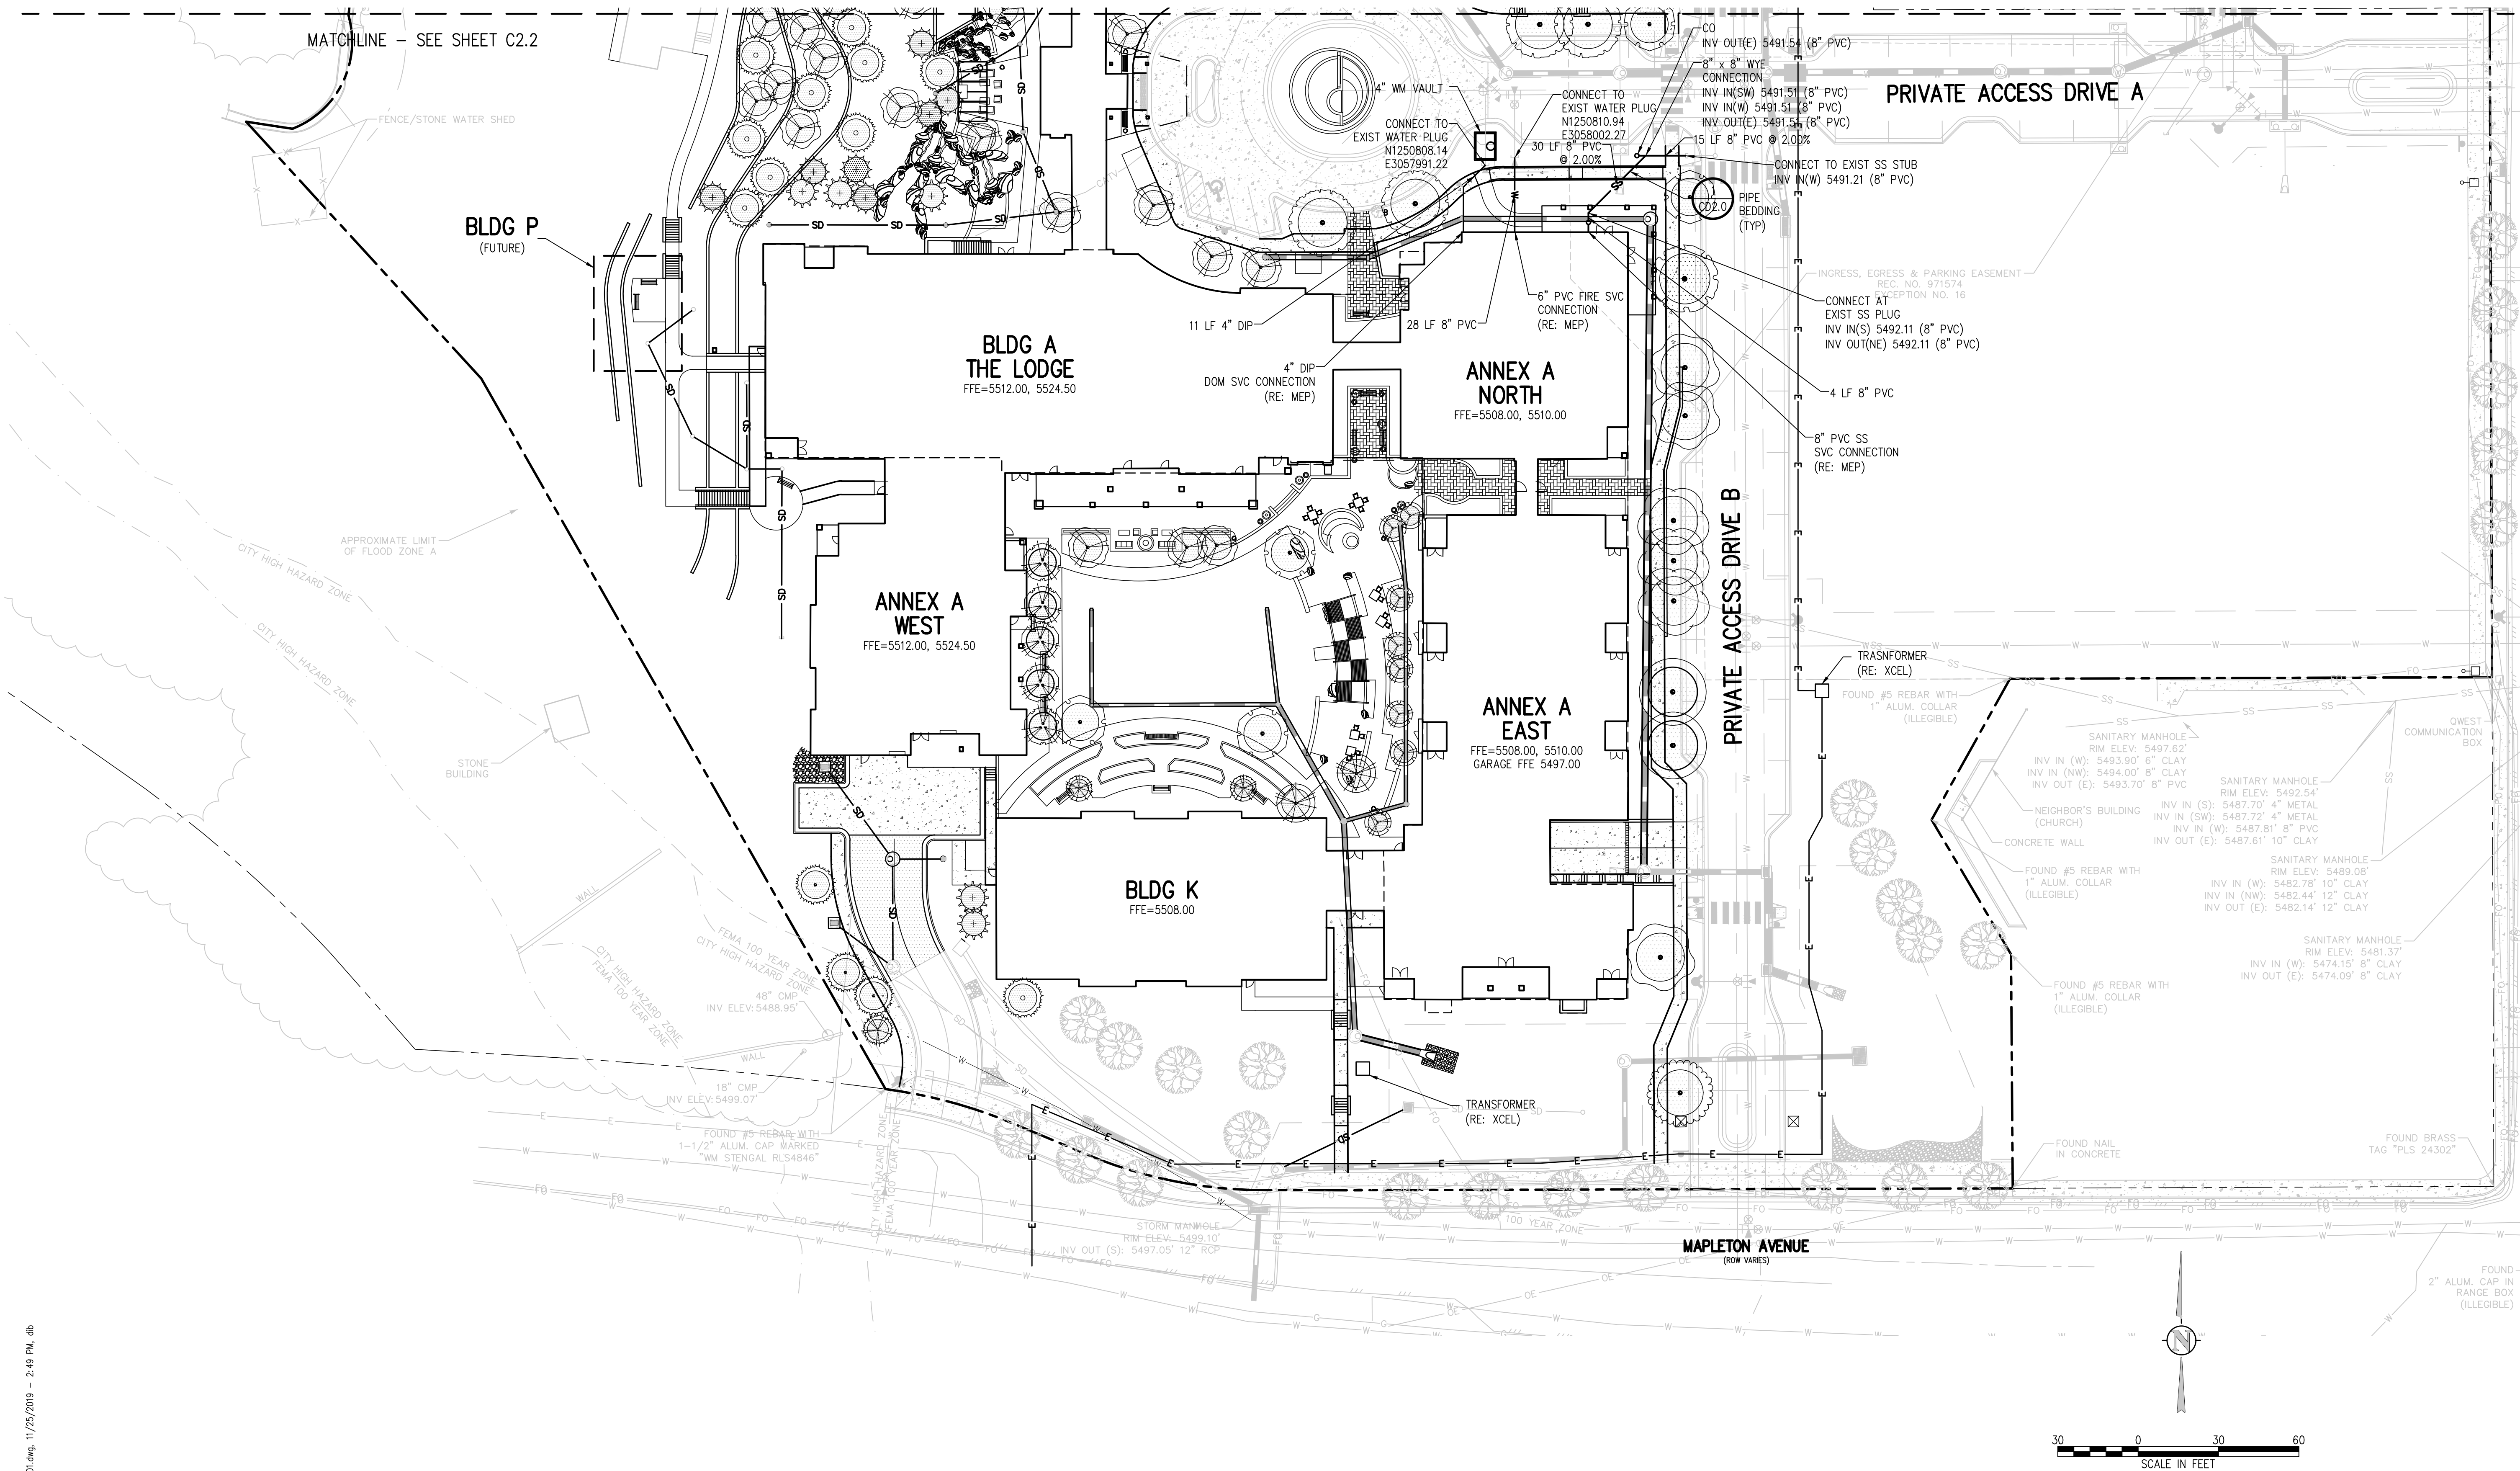 MATCHLINE – SEE SHEET C2.2
FENCE/STONE WATER SHED
BLDG P
(FUTURE)
APPROXIMATE LIMIT
OF FLOOD ZONE A
CITY HIGH HAZARD ZONE
CITY HIGH HAZARD ZONE
STONE
BUILDING
WALL
FEMA 100 YEAR ZONE
CITY HIGH HAZARD ZONE
CITY HIGH HAZARD ZONE
FEMA 100 YEAR ZONE
48" CMP
INV ELEV: 5488.95'
WALL
18" CMP
INV ELEV: 5499.07'
FOUND #5 REBAR WITH
1-1/2" ALUM. CAP MARKED
"WM STENGAL RLS4846"
CITY HIGH HAZARD ZONE
FEMA 100 YEAR ZONE
BLDG A
THE LODGE
FFE=5512.00, 5524.50
ANNEX A
WEST
FFE=5512.00, 5524.50
BLDG K
FFE=5508.00
ANNEX A
NORTH
FFE=5508.00, 5510.00
ANNEX A
EAST
FFE=5508.00, 5510.00
GARAGE FFE 5497.00
4" WM VAULT
CONNECT TO
EXIST WATER PLUG
N1250808.14
E3057991.22
CONNECT TO
EXIST WATER PLUG
N1250810.94
E3058002.27
30 LF 8" PVC
@ 2.00%
CO
INV OUT(E) 5491.54 (8" PVC)
8" x 8" WYE
CONNECTION
INV IN(SW) 5491.51 (8" PVC)
INV IN(W) 5491.51 (8" PVC)
INV OUT(E) 5491.51 (8" PVC)
15 LF 8" PVC @ 2.00%
CONNECT TO EXIST SS STUB
INV IN(W) 5491.21 (8" PVC)
CD2.0
PIPE
BEDDING
(TYP)
PRIVATE ACCESS DRIVE A
INGRESS, EGRESS & PARKING EASEMENT
REC. NO. 971574
EXCEPTION NO. 16
CONNECT AT
EXIST SS PLUG
INV IN(S) 5492.11 (8" PVC)
INV OUT(NE) 5492.11 (8" PVC)
11 LF 4" DIP
28 LF 8" PVC
6" PVC FIRE SVC
CONNECTION
(RE: MEP)
4" DIP
DOM SVC CONNECTION
(RE: MEP)
4 LF 8" PVC
8" PVC SS
SVC CONNECTION
(RE: MEP)
PRIVATE ACCESS DRIVE B
TRASNFORMER
(RE: XCEL)
FOUND #5 REBAR WITH
1" ALUM. COLLAR
(ILLEGIBLE)
QWEST
COMMUNICATION
BOX
SANITARY MANHOLE
RIM ELEV: 5497.62'
INV IN (W): 5493.90' 6" CLAY
INV IN (NW): 5494.00' 8" CLAY
INV OUT (E): 5493.70' 8" PVC
SANITARY MANHOLE
RIM ELEV: 5492.54'
INV IN (S): 5487.70' 4" METAL
INV IN (SW): 5487.72' 4" METAL
INV IN (W): 5487.81' 8" PVC
INV OUT (E): 5487.61' 10" CLAY
NEIGHBOR'S BUILDING
(CHURCH)
CONCRETE WALL
FOUND #5 REBAR WITH
1" ALUM. COLLAR
(ILLEGIBLE)
SANITARY MANHOLE
RIM ELEV: 5489.08'
INV IN (W): 5482.78' 10" CLAY
INV IN (NW): 5482.44' 12" CLAY
INV OUT (E): 5482.14' 12" CLAY
SANITARY MANHOLE
RIM ELEV: 5481.37'
INV IN (W): 5474.15' 8" CLAY
INV OUT (E): 5474.09' 8" CLAY
FOUND #5 REBAR WITH
1" ALUM. COLLAR
(ILLEGIBLE)
TRANSFORMER
(RE: XCEL)
FOUND NAIL
IN CONCRETE
FOUND BRASS
TAG "PLS 24302"
STORM MANHOLE
RIM ELEV: 5499.10'
INV OUT (S): 5497.05' 12" RCP
100 YEAR ZONE
MAPLETON AVENUE
(ROW VARIES)
FOUND
2" ALUM. CAP IN
RANGE BOX
(ILLEGIBLE)
N
30 0 30 60
SCALE IN FEET
01.dwg, 11/25/2019 - 2:49 PM, dlb